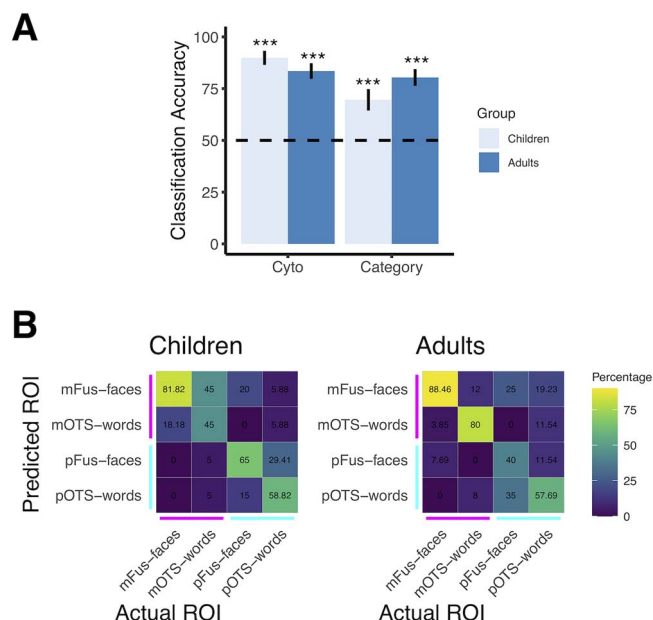 A
Classification Accuracy
100
75
50
25
0
*** *** *** ***
Cyto Category
Group
Children
Adults
B
Children Adults
Predicted ROI
mFus-faces 81.82 45 20 5.88
mOTS-words 18.18 45 0 5.88
pFus-faces 0 5 65 29.41
pOTS-words 0 5 15 58.82
mFus-faces mOTS-words pFus-faces pOTS-words
Actual ROI
mFus-faces 88.46 12 25 19.23
mOTS-words 3.85 80 0 11.54
pFus-faces 7.69 0 40 11.54
pOTS-words 0 8 35 57.69
mFus-faces mOTS-words pFus-faces pOTS-words
Actual ROI
Percentage
75
50
25
0